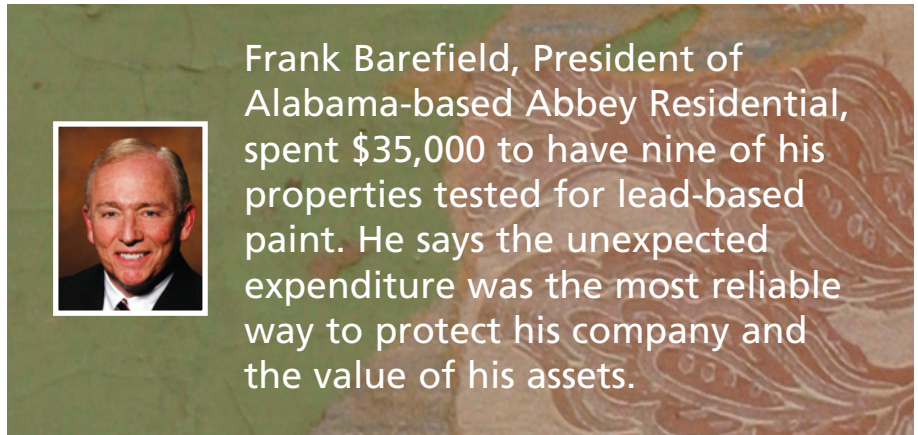 Frank Barefield, President of
Alabama-based Abbey Residential,
spent $35,000 to have nine of his
properties tested for lead-based
paint. He says the unexpected
expenditure was the most reliable
way to protect his company and
the value of his assets.